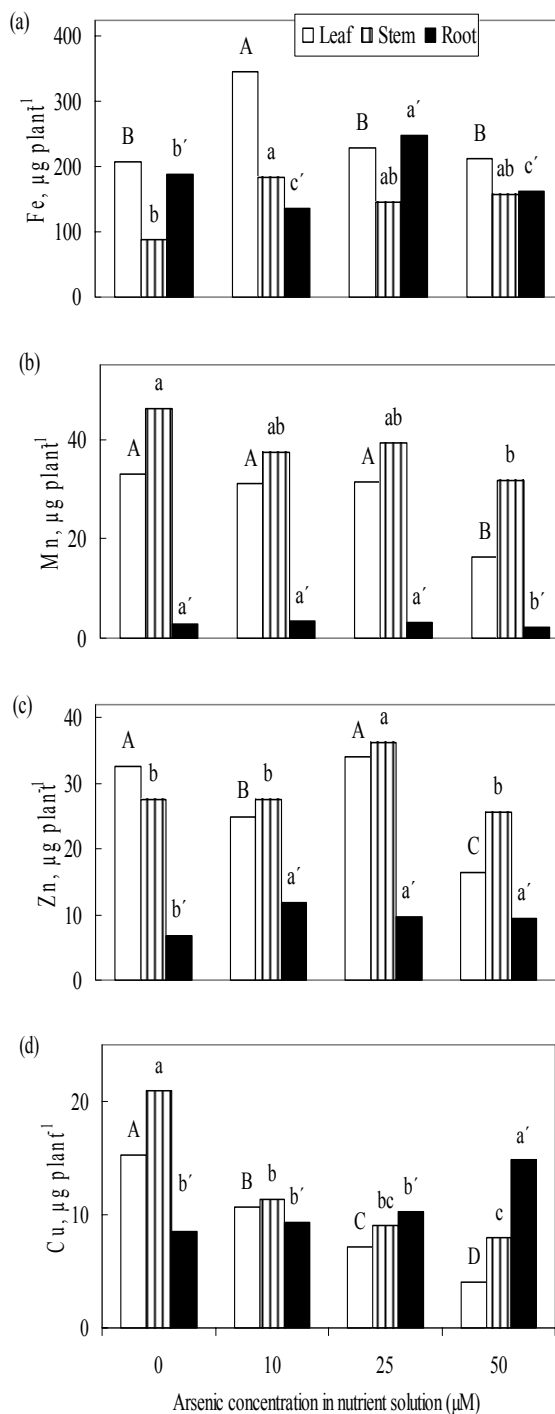 (a)
Leaf Stem Root
400
300
200
100
0
Fe, µg plant-1
B b b´
A a c´
B ab a´
B ab c´
(b)
40
20
0
Mn, µg plant-1
A a a´
A ab a´
A ab a´
B b b´
(c)
40
30
20
10
0
Zn, µg plant-1
A b b´
B b a´
A a a´
C b a´
(d)
20
10
0
Cu, µg plant-1
A a b´
B b b´
C bc b´
D c a´
0 10 25 50
Arsenic concentration in nutrient solution (µM)